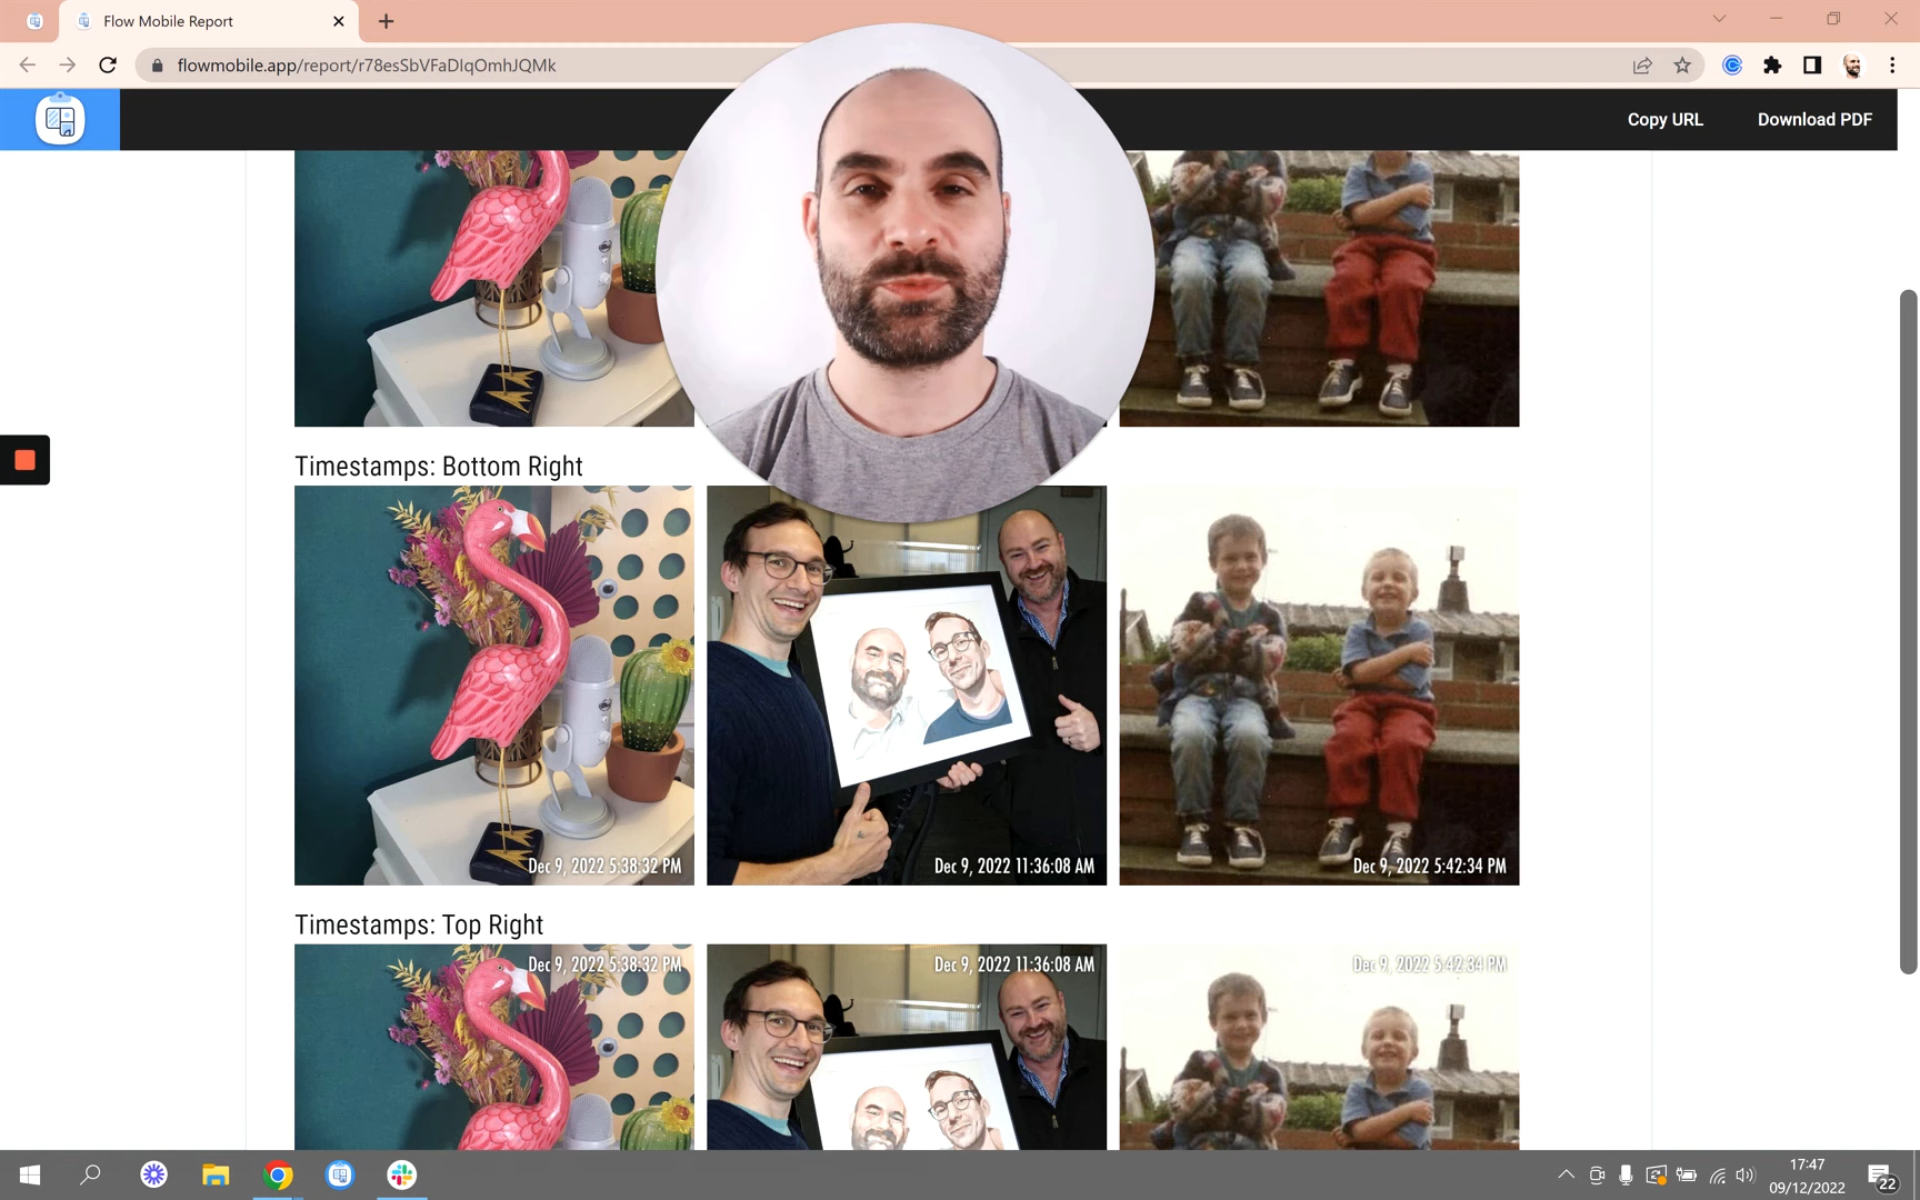 Flow Mobile Report
flowmobile.app/report/r78esSbVFaDIqOmhJQMk
Copy URL
Download PDF
Timestamps: Bottom Right
Dec 9, 2022 5:38:32 PM
Dec 9, 2022 11:36:08 AM
Dec 9, 2022 5:42:34 PM
Timestamps: Top Right
Dec 9, 2022 5:38:32 PM
Dec 9, 2022 11:36:08 AM
Dec 9, 2022 5:42:34 PM
17:47
09/12/2022
22